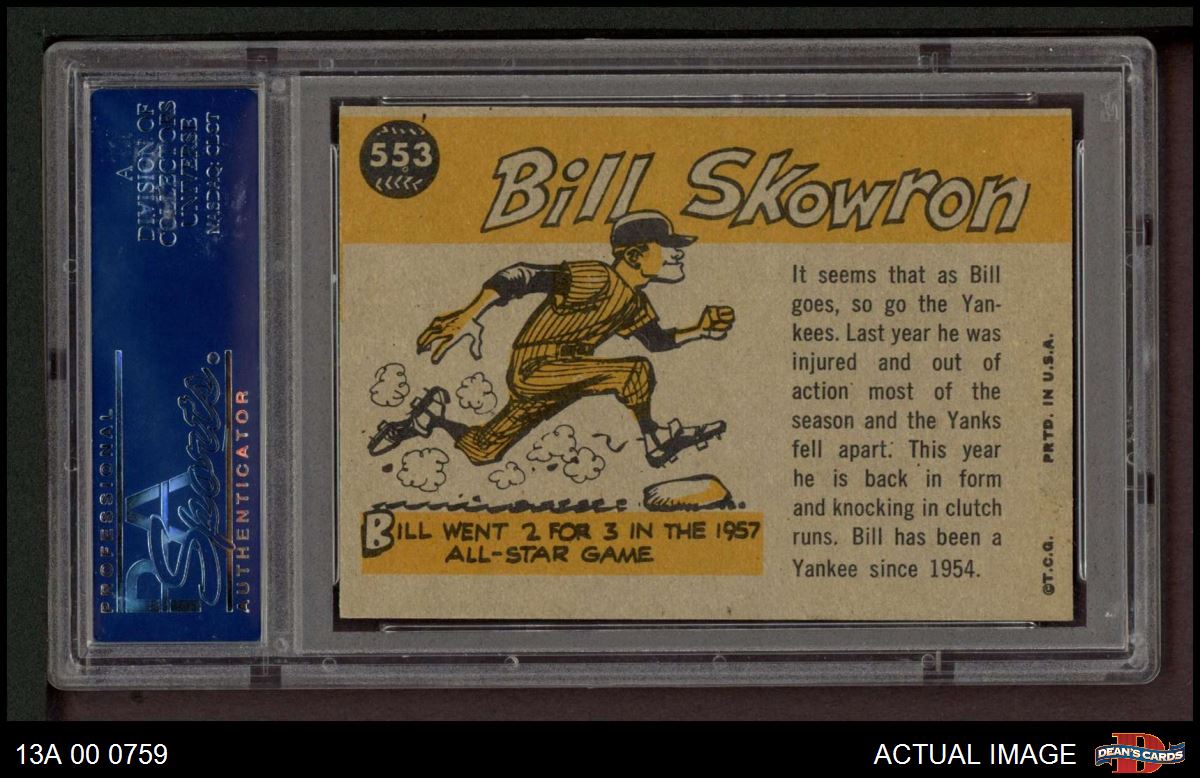 A
DIVISION OF
COLLECTORS
UNIVERSE
NASDAQ: CLCT
PROFESSIONAL
PSA
Sports
AUTHENTICATOR
553
Bill Skowron
It seems that as Bill
goes, so go the Yan-
kees. Last year he was
injured and out of
action most of the
season and the Yanks
fell apart. This year
he is back in form
and knocking in clutch
runs. Bill has been a
Yankee since 1954.
BILL WENT 2 FOR 3 IN THE 1957
ALL-STAR GAME
©T.C.G. PRTD. IN U.S.A.
13A 00 0759
ACTUAL IMAGE
DEAN'S CARDS